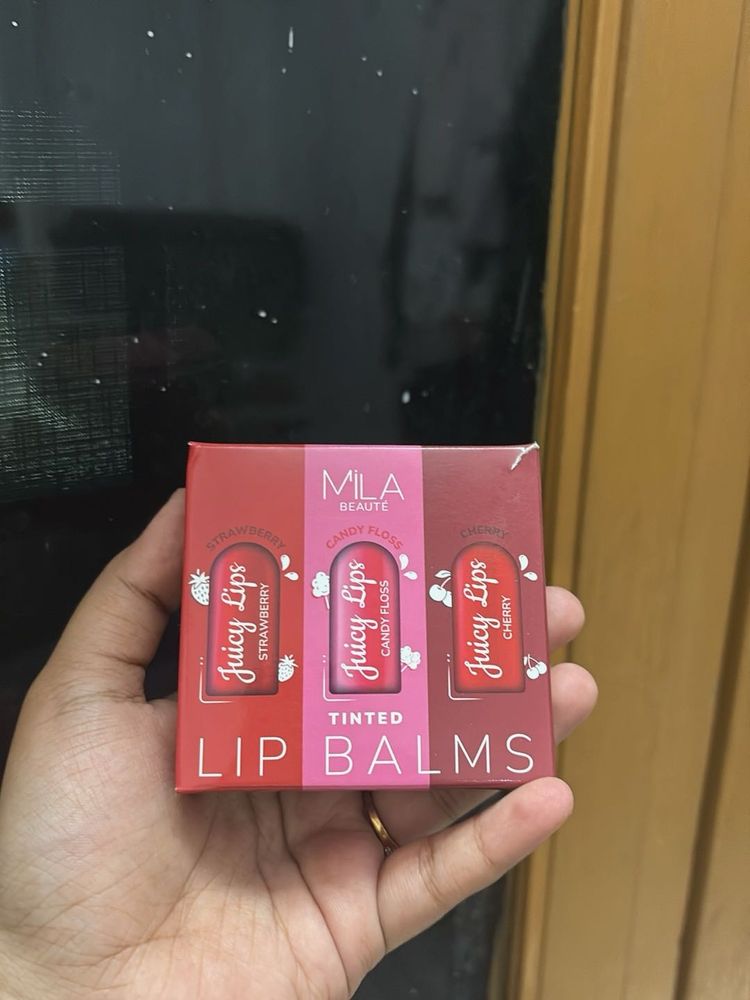 MiLA
BEAUTÉ
STRAWBERRY
CANDY FLOSS
CHERRY
Juicy Lips
STRAWBERRY
Juicy Lips
CANDY FLOSS
Juicy Lips
CHERRY
TINTED
LIP BALMS